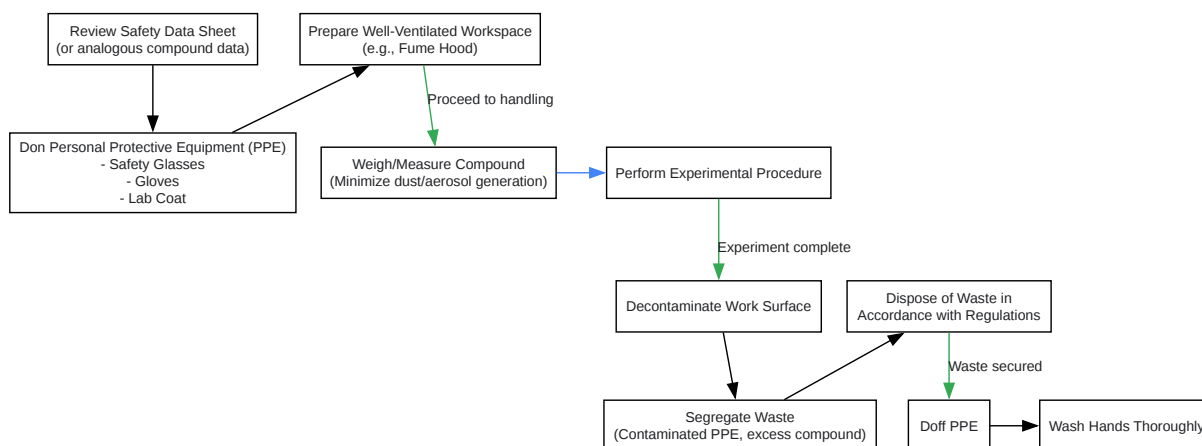 Review Safety Data Sheet
(or analogous compound data)
Don Personal Protective Equipment (PPE)
- Safety Glasses
- Gloves
- Lab Coat
Prepare Well-Ventilated Workspace
(e.g., Fume Hood)
Proceed to handling
Weigh/Measure Compound
(Minimize dust/aerosol generation)
Perform Experimental Procedure
Experiment complete
Decontaminate Work Surface
Segregate Waste
(Contaminated PPE, excess compound)
Dispose of Waste in
Accordance with Regulations
Waste secured
Doff PPE
Wash Hands Thoroughly